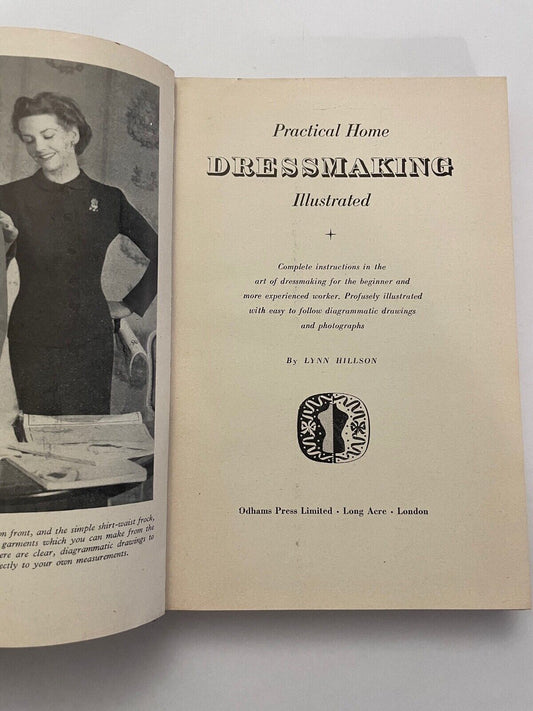 n front, and the simple shirt-waist frock,
garments which you can make from the
ere are clear, diagrammatic drawings to
ectly to your own measurements.
Practical Home
DRESSMAKING
Illustrated
Complete instructions in the
art of dressmaking for the beginner and
more experienced worker. Profusely illustrated
with easy to follow diagrammatic drawings
and photographs
By LYNN HILLSON
Odhams Press Limited · Long Acre · London